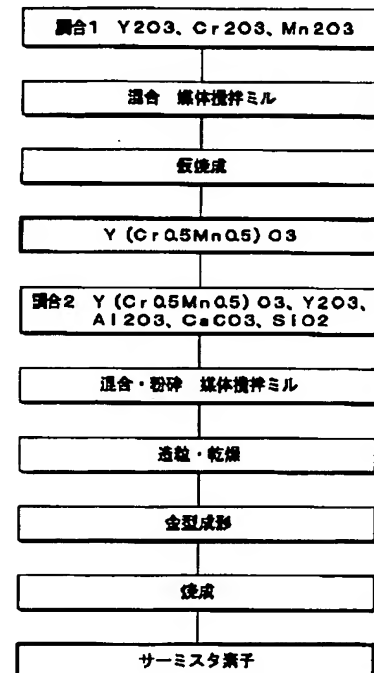 調合1 Y2O3、Cr2O3、Mn2O3
混合 媒体攪拌ミル
仮焼成
Y(Cr0.5Mn0.5)O3
調合2 Y(Cr0.5Mn0.5)O3、Y2O3、
Al2O3、CaCO3、SiO2
混合・粉砕 媒体攪拌ミル
造粒・乾燥
金型成形
焼成
サーミスタ素子